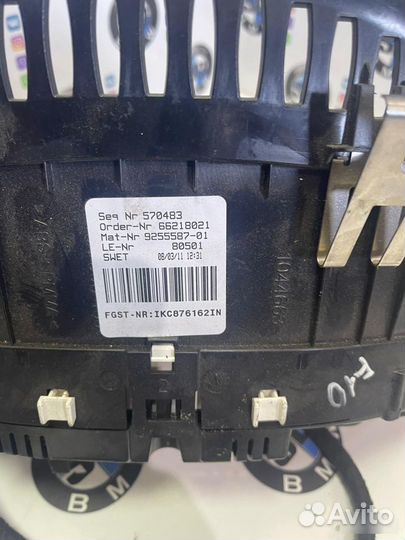 Seq Nr 570483
Order-Nr 66218021
Mat-Nr 9255587-01
LE-Nr 80501
SWET 08/03/11 12:31
FGST-NR:IKC876162IN
F10
B M
B M
Avito